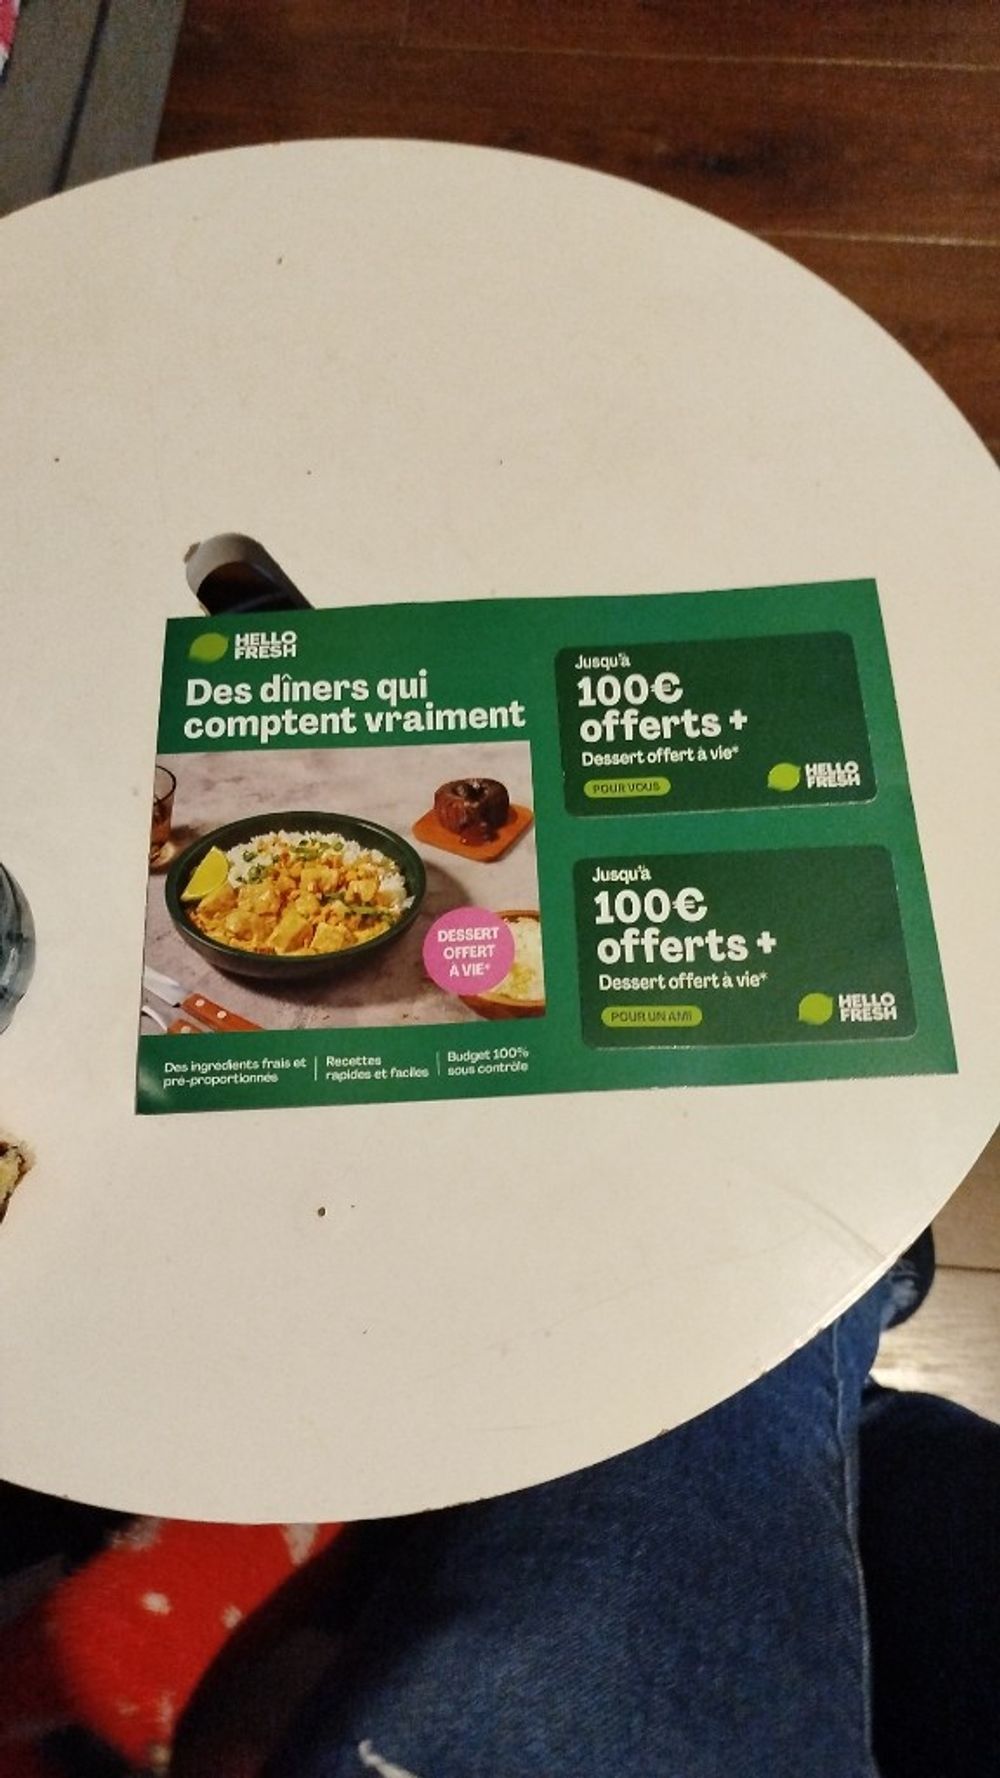 HELLO
FRESH
Des dîners qui
comptent vraiment
DESSERT
OFFERT
À VIE*
Des ingrédients frais et
pré-proportionnés
Recettes
rapides et faciles
Budget 100%
sous contrôle
Jusqu'à
100€
offerts +
Dessert offert à vie*
POUR VOUS
HELLO
FRESH
Jusqu'à
100€
offerts +
Dessert offert à vie*
POUR UN AMI
HELLO
FRESH